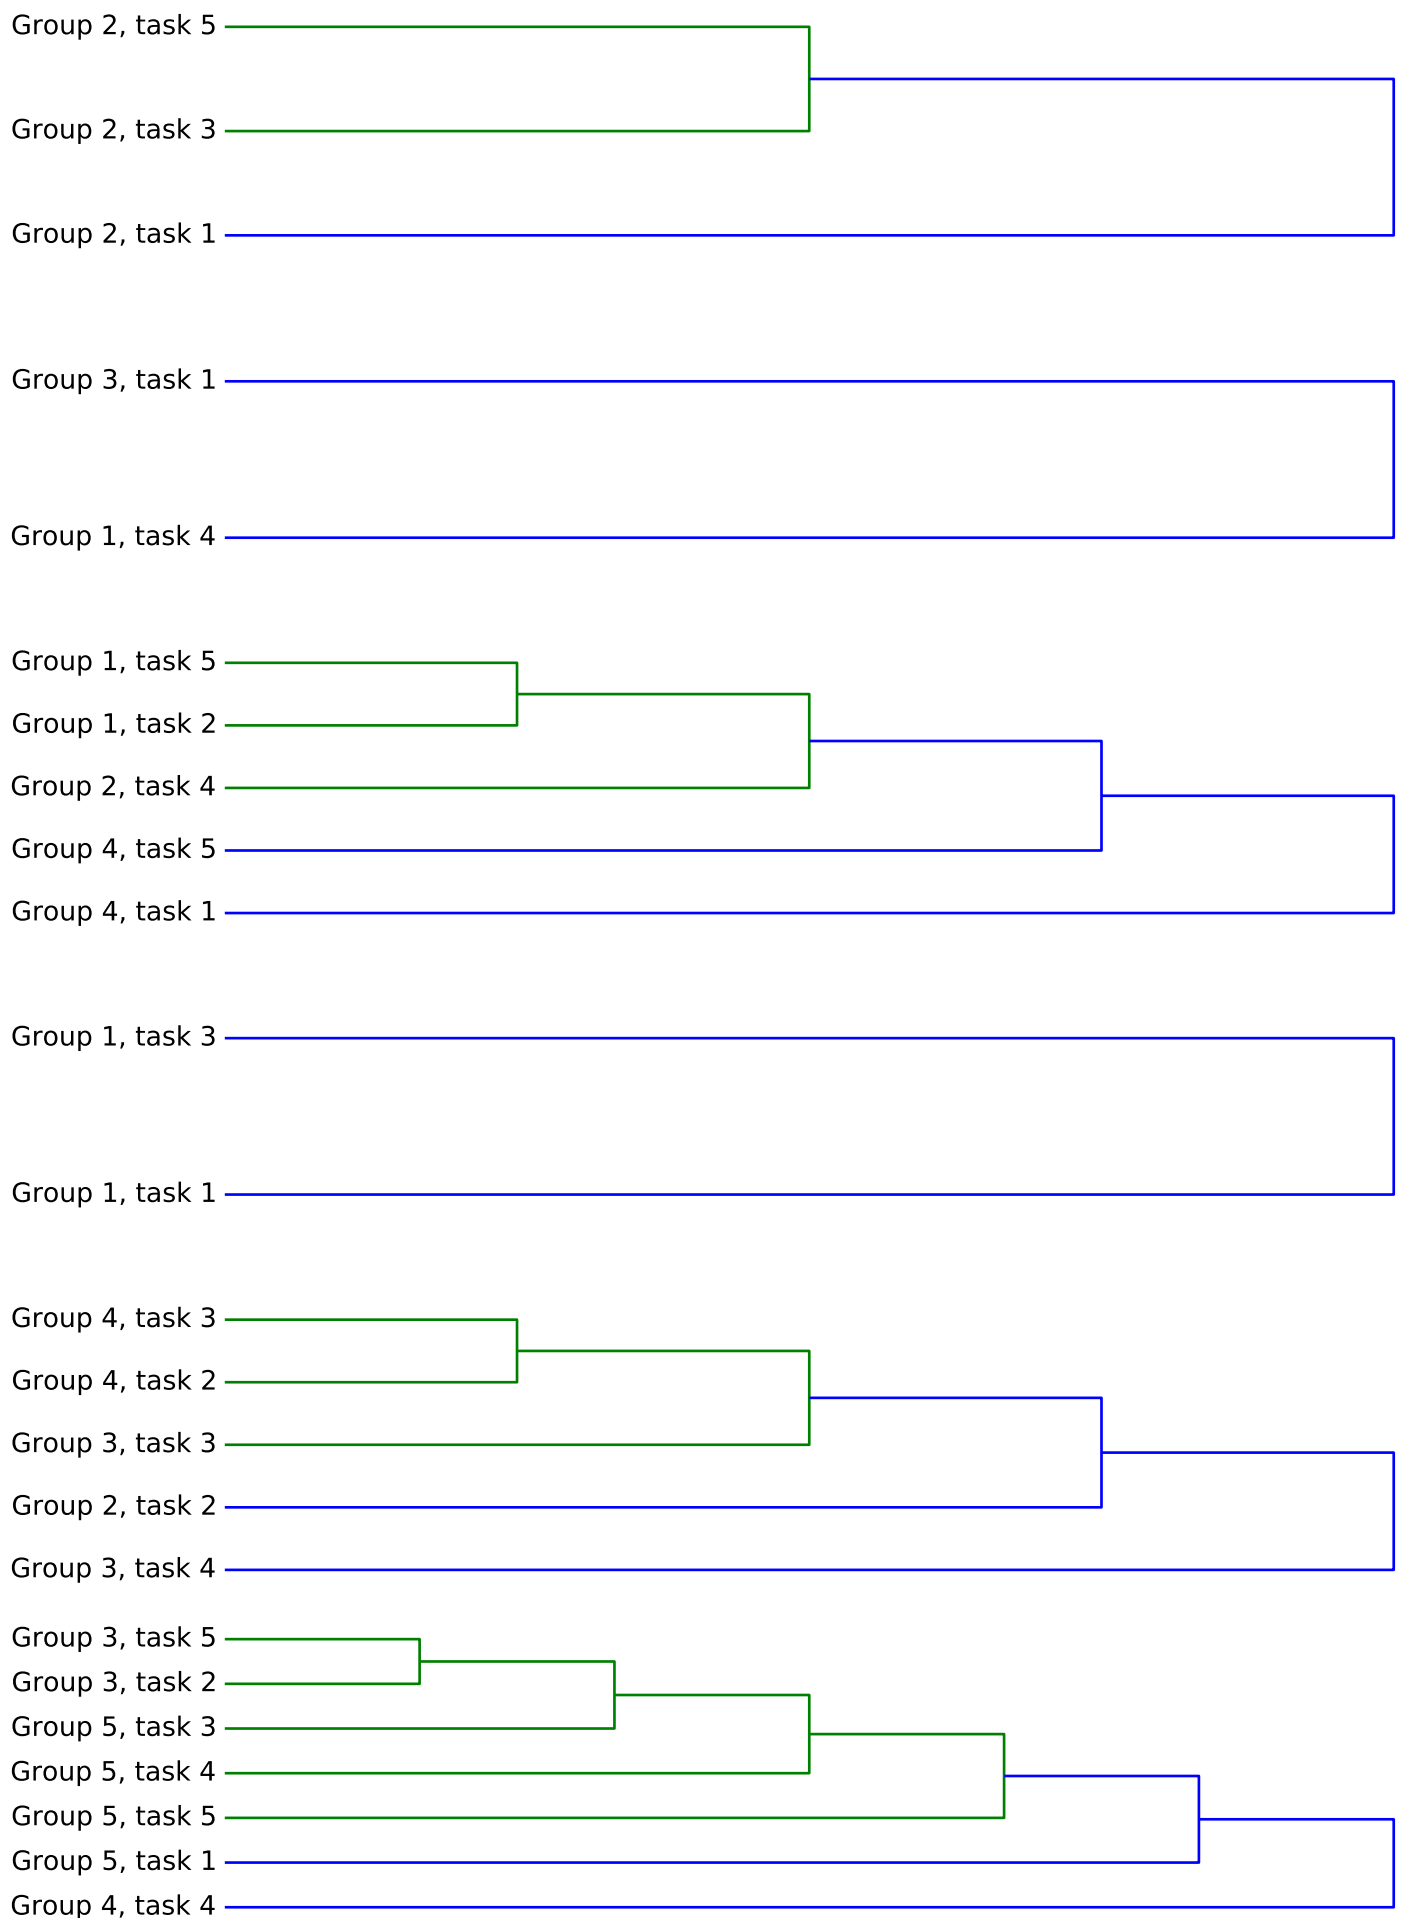 Group 2, task 5
Group 2, task 3
Group 2, task 1
Group 3, task 1
Group 1, task 4
Group 1, task 5
Group 1, task 2
Group 2, task 4
Group 4, task 5
Group 4, task 1
Group 1, task 3
Group 1, task 1
Group 4, task 3
Group 4, task 2
Group 3, task 3
Group 2, task 2
Group 3, task 4
Group 3, task 5
Group 3, task 2
Group 5, task 3
Group 5, task 4
Group 5, task 5
Group 5, task 1
Group 4, task 4